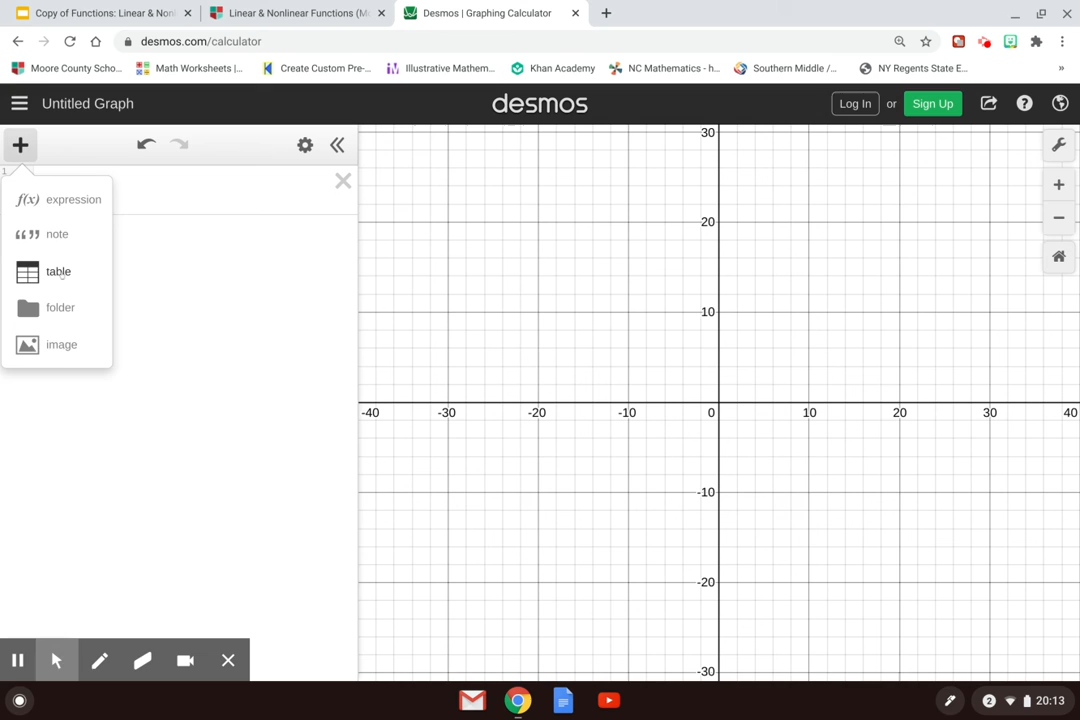 Copy of Functions: Linear & Nonl
Linear & Nonlinear Functions (M
Desmos | Graphing Calculator
desmos.com/calculator
Moore County Scho...
Math Worksheets |...
Create Custom Pre-...
Illustrative Mathem...
Khan Academy
NC Mathematics - h...
Southern Middle /...
NY Regents State E...
»
Untitled Graph
desmos
Log In or Sign Up
1
f(x) expression
note
table
folder
image
30
20
10
-40 -30 -20 -10 0 10 20 30 40
-10
-20
-30
2 20:13